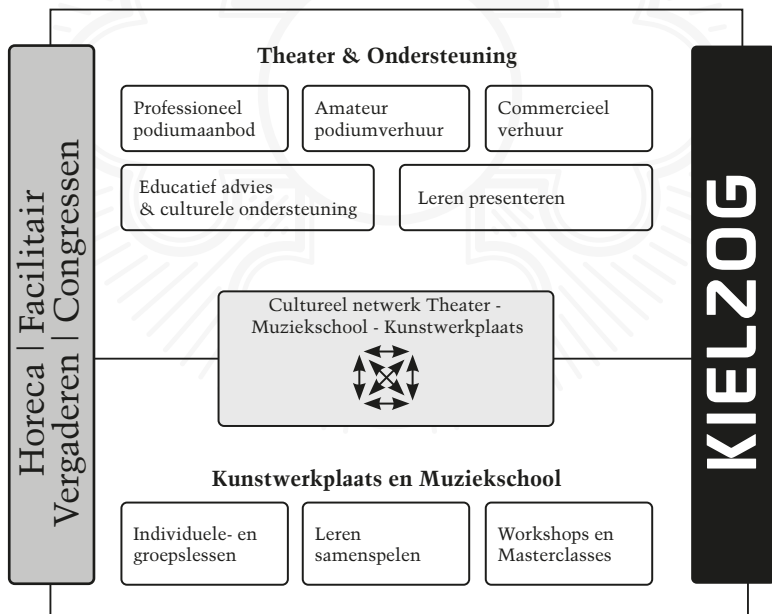 Theater & Ondersteuning
Professioneel
podiumaanbod
Amateur
podiumverhuur
Commercieel
verhuur
Educatief advies
& culturele ondersteuning
Leren presenteren
Horeca | Facilitair
Vergaderen | Congressen
Cultureel netwerk Theater -
Muziekschool - Kunstwerkplaats
KIELZOG
Kunstwerkplaats en Muziekschool
Individuele- en
groepslessen
Leren
samenspelen
Workshops en
Masterclasses